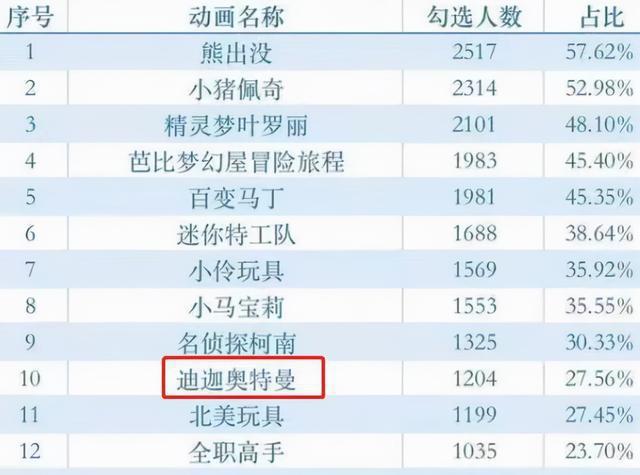 序号 动画名称 勾选人数 占比
1 熊出没 2517 57.62%
2 小猪佩奇 2314 52.98%
3 精灵梦叶罗丽 2101 48.10%
4 芭比梦幻屋冒险旅程 1983 45.40%
5 百变马丁 1981 45.35%
6 迷你特工队 1688 38.64%
7 小伶玩具 1569 35.92%
8 小马宝莉 1553 35.55%
9 名侦探柯南 1325 30.33%
10 迪迦奥特曼 1204 27.56%
11 北美玩具 1199 27.45%
12 全职高手 1035 23.70%